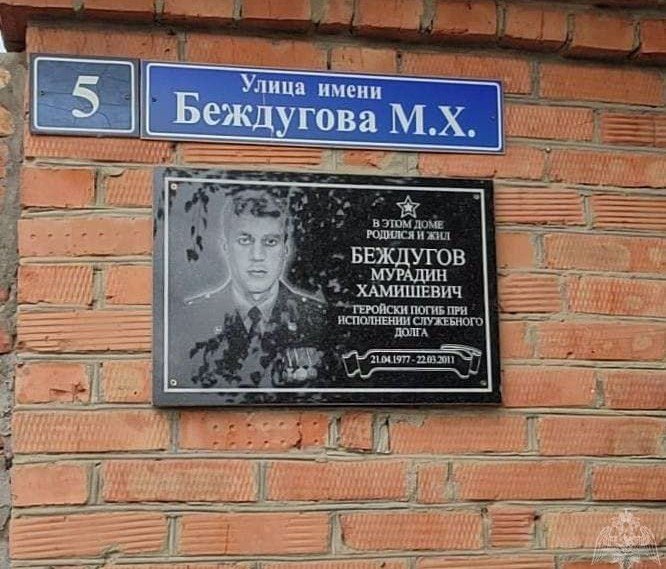 5
Улица имени
Беждугова М.Х.
В ЭТОМ ДОМЕ
РОДИЛСЯ И ЖИЛ
БЕЖДУГОВ
МУРАДИН
ХАМИШЕВИЧ
ГЕРОЙСКИ ПОГИБ ПРИ
ИСПОЛНЕНИИ СЛУЖЕБНОГО
ДОЛГА
21.04.1977 - 22.03.2011